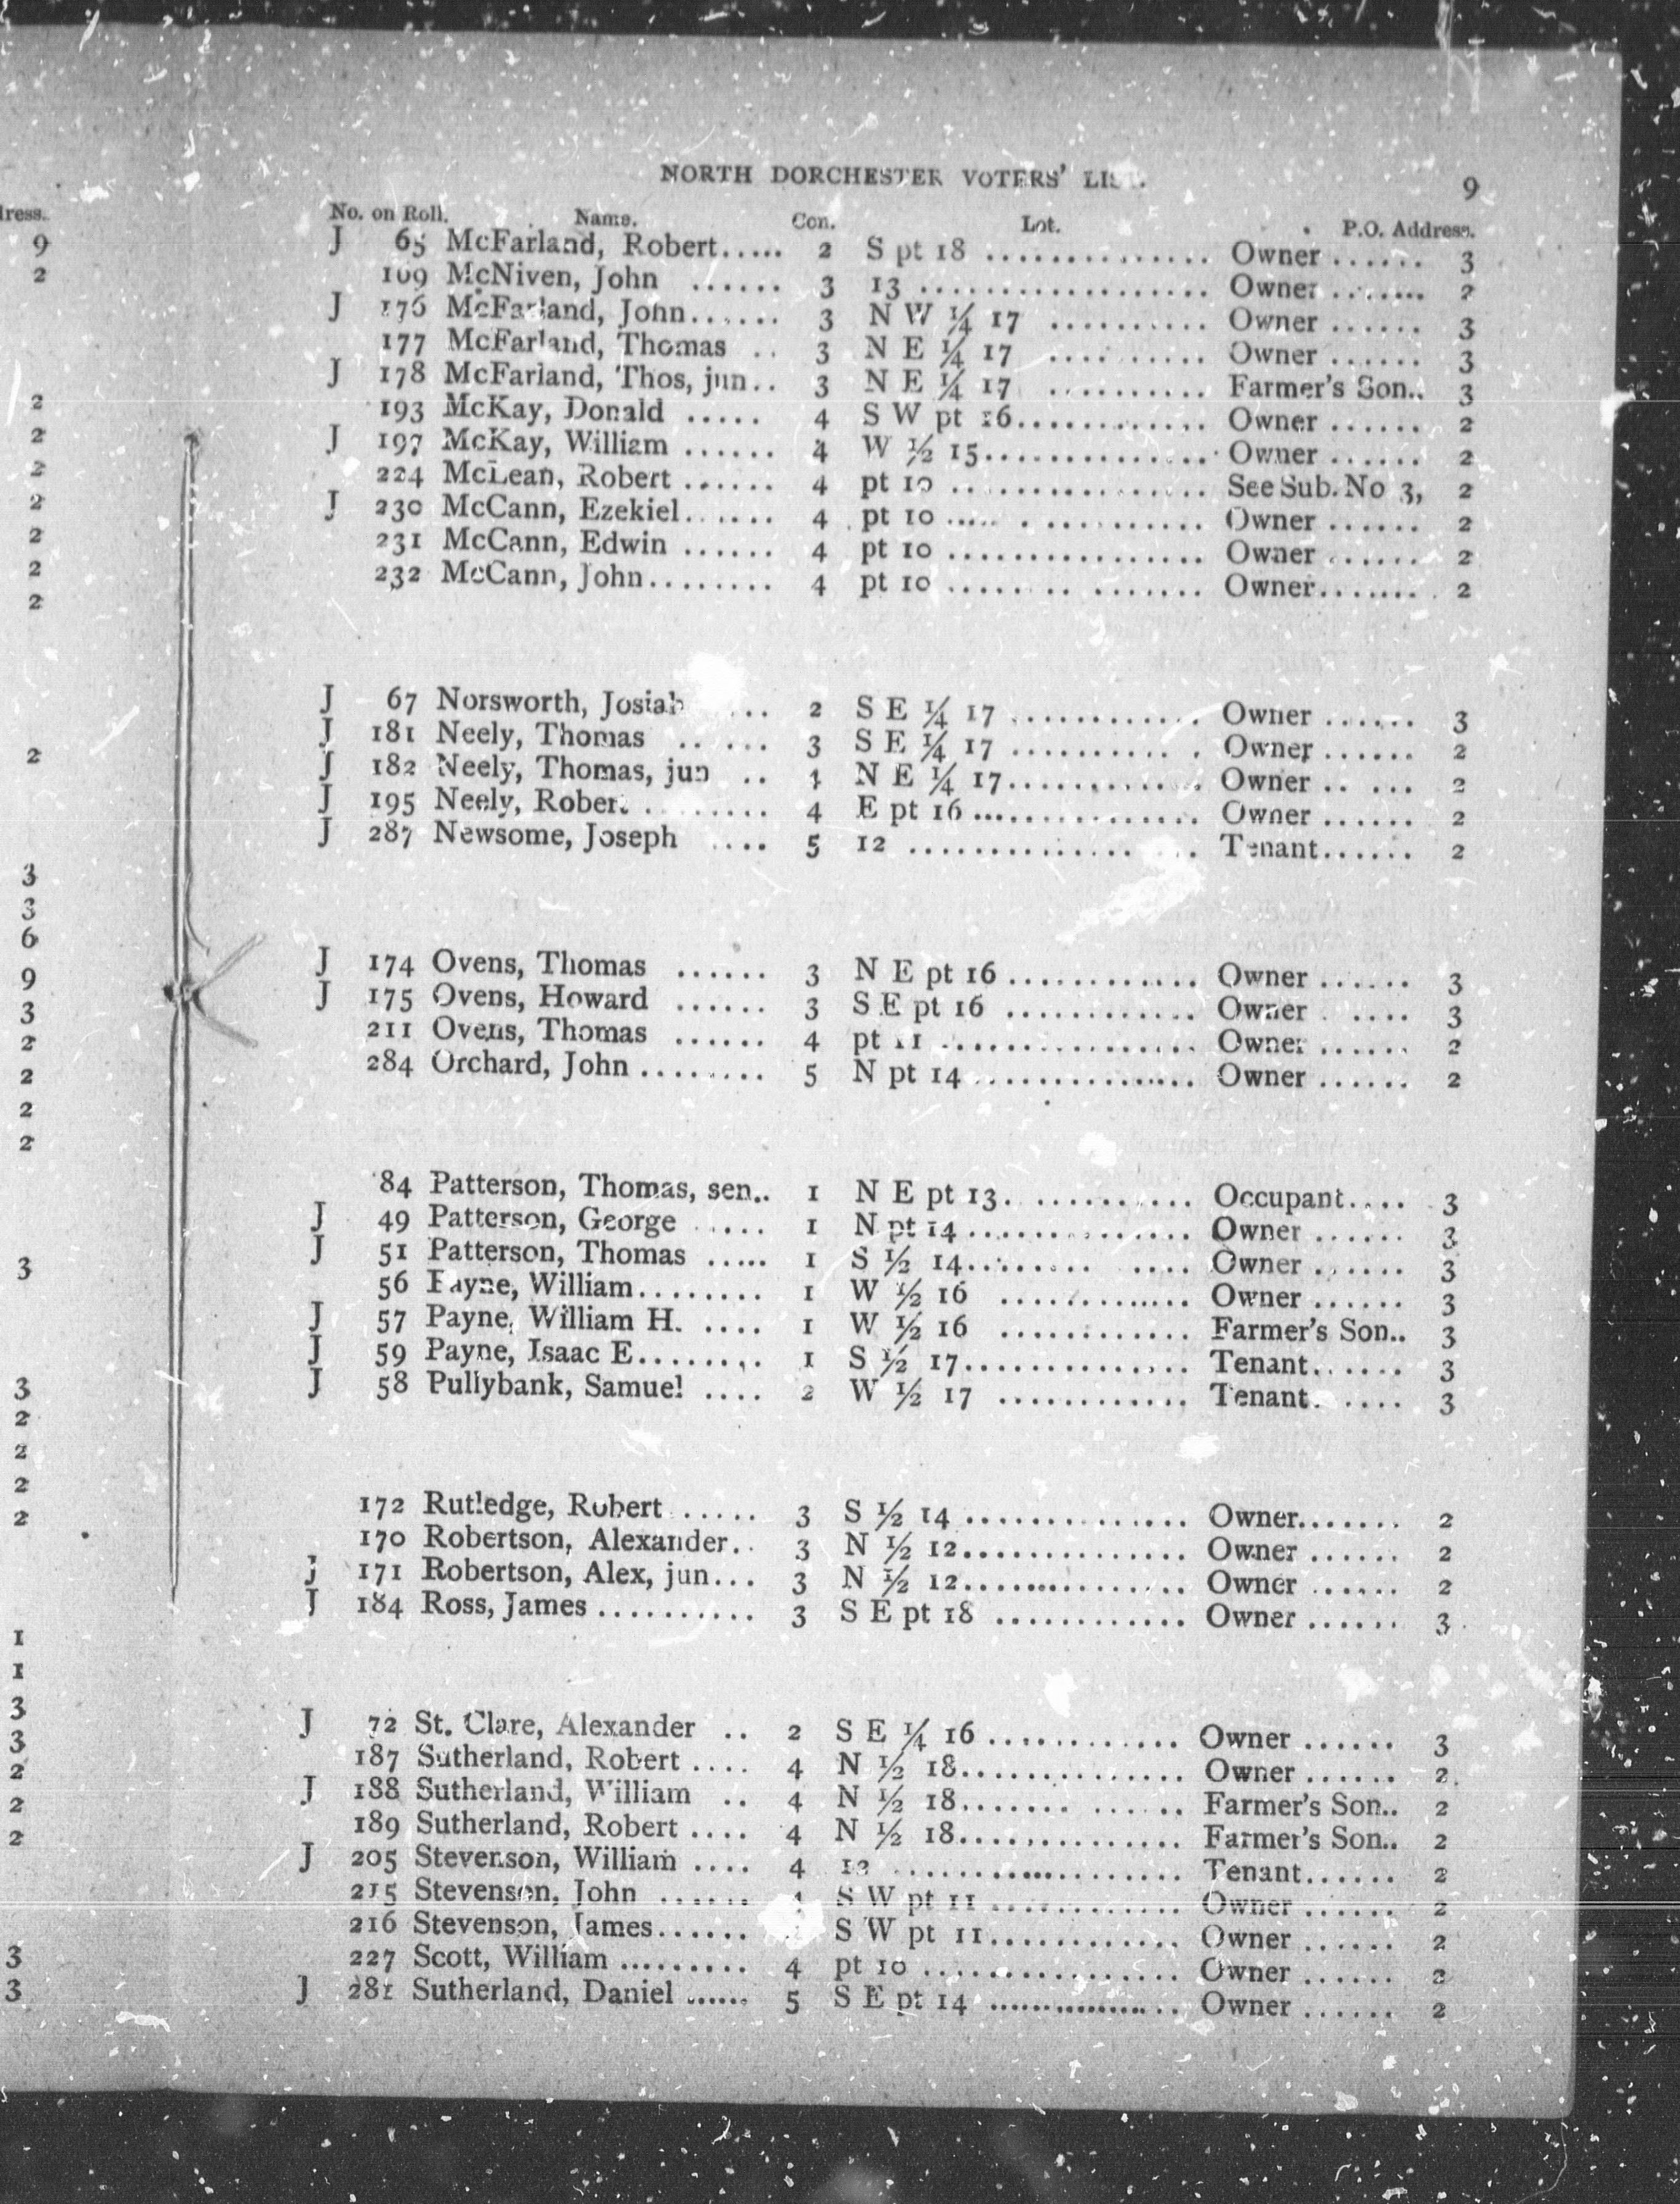 NORTH DORCHESTER VOTERS' LIST. 9
No. on Roll. Name. Con. Lot. P.O. Address.
J 65 McFarland, Robert..... 2 S pt 18 .............. Owner ...... 3
169 McNiven, John ...... 3 13 .................. Owner ....... 2
J 176 McFarland, John...... 3 N W ¼ 17 .......... Owner ...... 3
177 McFarland, Thomas .. 3 N E ¼ 17 .......... Owner ...... 3
J 178 McFarland, Thos, jun.. 3 N E ¼ 17 .......... Farmer's Son.. 3
193 McKay, Donald ..... 4 S W pt 16............ Owner ...... 2
J 197 McKay, William ...... 4 W ½ 15.............. Owner ...... 2
224 McLean, Robert ...... 4 pt 10 ................ See Sub. No 3, 2
J 230 McCann, Ezekiel...... 4 pt 10 ..... . ........... Owner ...... 2
231 McCann, Edwin ...... 4 pt 10 ................ Owner ...... 2
232 McCann, John........ 4 pt 10 ........ ....... Owner....... 2
J 67 Norsworth, Josiah .... 2 S E ¼ 17 ............ Owner ...... 3
J 181 Neely, Thomas .. ... 3 S E ¼ 17 ........... . Owner ...... 2
J 182 Neely, Thomas, jun .. 4 N E ¼ 17............ Owner .. ... 2
J 195 Neely, Robert ........ 4 E pt 16 ............... Owner ...... 2
J 287 Newsome, Joseph .... 5 12 .............. .. Tenant...... 2
J 174 Ovens, Thomas ...... 3 N E pt 16 ............ Owner ...... 3
J 175 Ovens, Howard ...... 3 S E pt 16 ............ Owner . .... 3
211 Ovens, Thomas ...... 4 pt 11 ................ Owner ...... 2
284 Orchard, John ........ 5 N pt 14 .............. Owner ...... 2
84 Patterson, Thomas, sen.. 1 N E pt 13............ Occupant.... 3
J 49 Patterson, George ..... 1 N pt 14.............. Owner ...... 3
J 51 Patterson, Thomas ..... 1 S ½ 14........ .... Owner ...... 3
56 Payne, William........ 1 W ½ 16 ............ Owner ...... 3
J 57 Payne, William H. .... 1 W ½ 16 ............ Farmer's Son.. 3
J 59 Payne, Isaac E........ 1 S ½ 17.............. Tenant...... 3
J 58 Pullybank, Samuel .... 2 W ½ 17 ............ Tenant. .... 3
172 Rutledge, Robert ...... 3 S ½ 14 .............. Owner....... 2
170 Robertson, Alexander.. 3 N ½ 12.............. Owner ...... 2
J 171 Robertson, Alex, jun... 3 N ½ 12.............. Owner ...... 2
J 184 Ross, James .......... 3 S E pt 18 ............ Owner ...... 3
J 72 St. Clare, Alexander .. 2 S E ¼ 16 ............ Owner ...... 3
187 Sutherland, Robert .... 4 N ½ 18.............. Owner ...... 2
J 188 Sutherland, William .. 4 N ½ 18....... ...... Farmer's Son.. 2
189 Sutherland, Robert .... 4 N ½ 18.............. Farmer's Son.. 2
J 205 Stevenson, William .... 4 .................. Tenant...... 2
215 Stevenson, John ...... 4 S W pt 11 ............ Owner ...... 2
216 Stevenson, James...... S W pt 11............ Owner ...... 2
227 Scott, William ......... 4 pt 10 ................ Owner ...... 2
J 281 Sutherland, Daniel ...... 5 S E pt 14 ................. Owner ...... 2